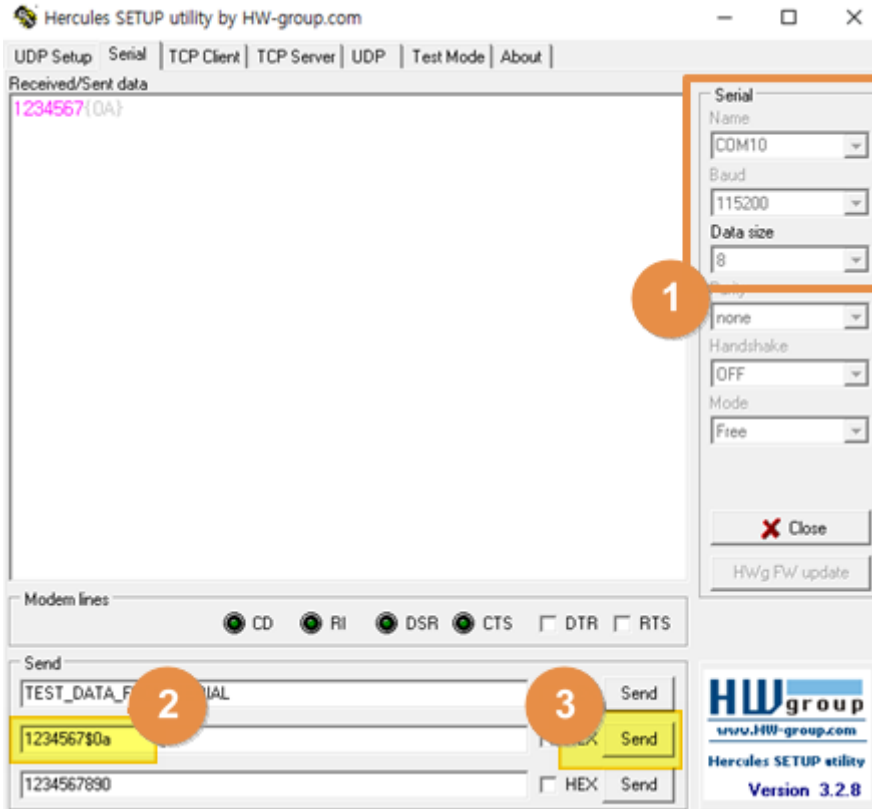 Hercules SETUP utility by HW-group.com
UDP Setup Serial TCP Client TCP Server UDP Test Mode About
Received/Sent data
1234567{0A}
Serial
Name
COM10
Baud
115200
Data size
8
1
Parity
none
Handshake
OFF
Mode
Free
Close
HWg FW update
Modem lines
CD RI DSR CTS DTR RTS
Send
TEST_DATA_F IAL Send
2
3
1234567$0a HEX Send
1234567890 HEX Send
HWgroup
www.HW-group.com
Hercules SETUP utility
Version 3.2.8